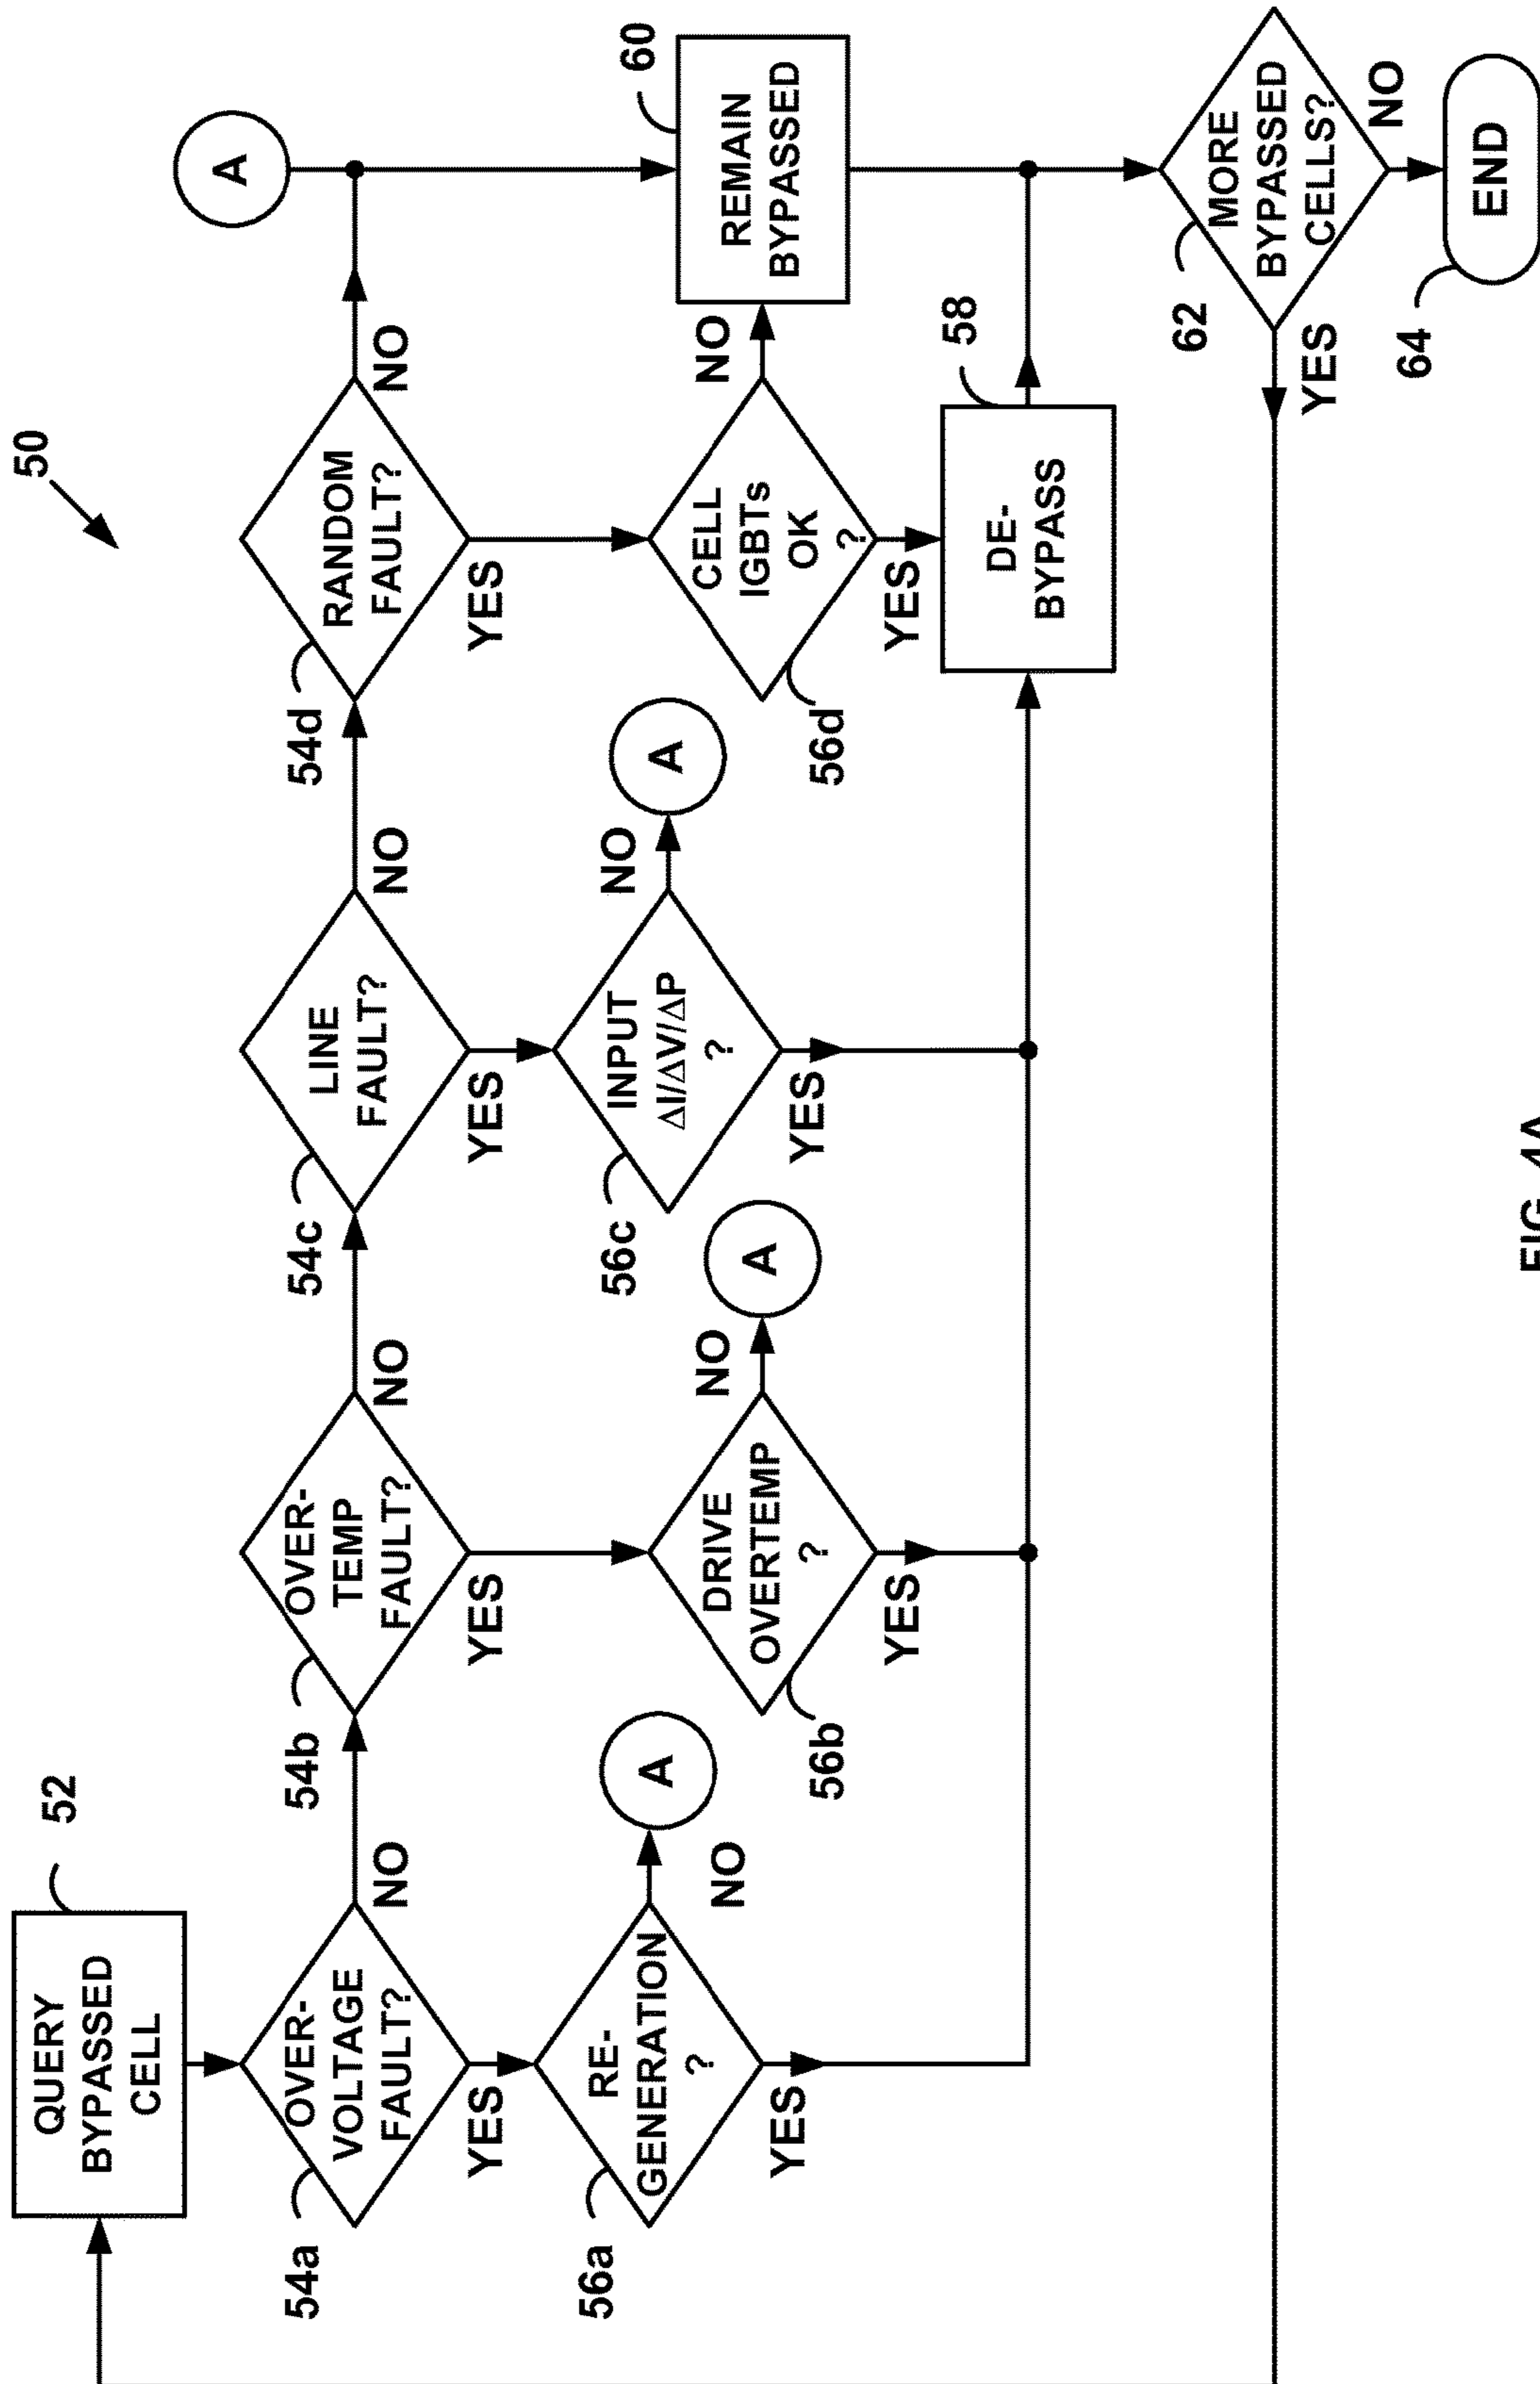 50
52
QUERY
BYPASSED
CELL
54a
OVER-
VOLTAGE
FAULT?
NO
YES
54b
OVER-
TEMP
FAULT?
NO
YES
54c
LINE
FAULT?
NO
YES
54d
RANDOM
FAULT?
NO
YES
A
56a
RE-
GENERATION
?
NO
A
YES
56b
DRIVE
OVERTEMP
?
NO
A
YES
56c
INPUT
ΔI/ΔV/ΔP
?
NO
A
YES
56d
CELL
IGBTs
OK
?
NO
YES
60
REMAIN
BYPASSED
58
DE-
BYPASS
62
MORE
BYPASSED
CELLS?
YES
NO
64
END
FIG. 4A